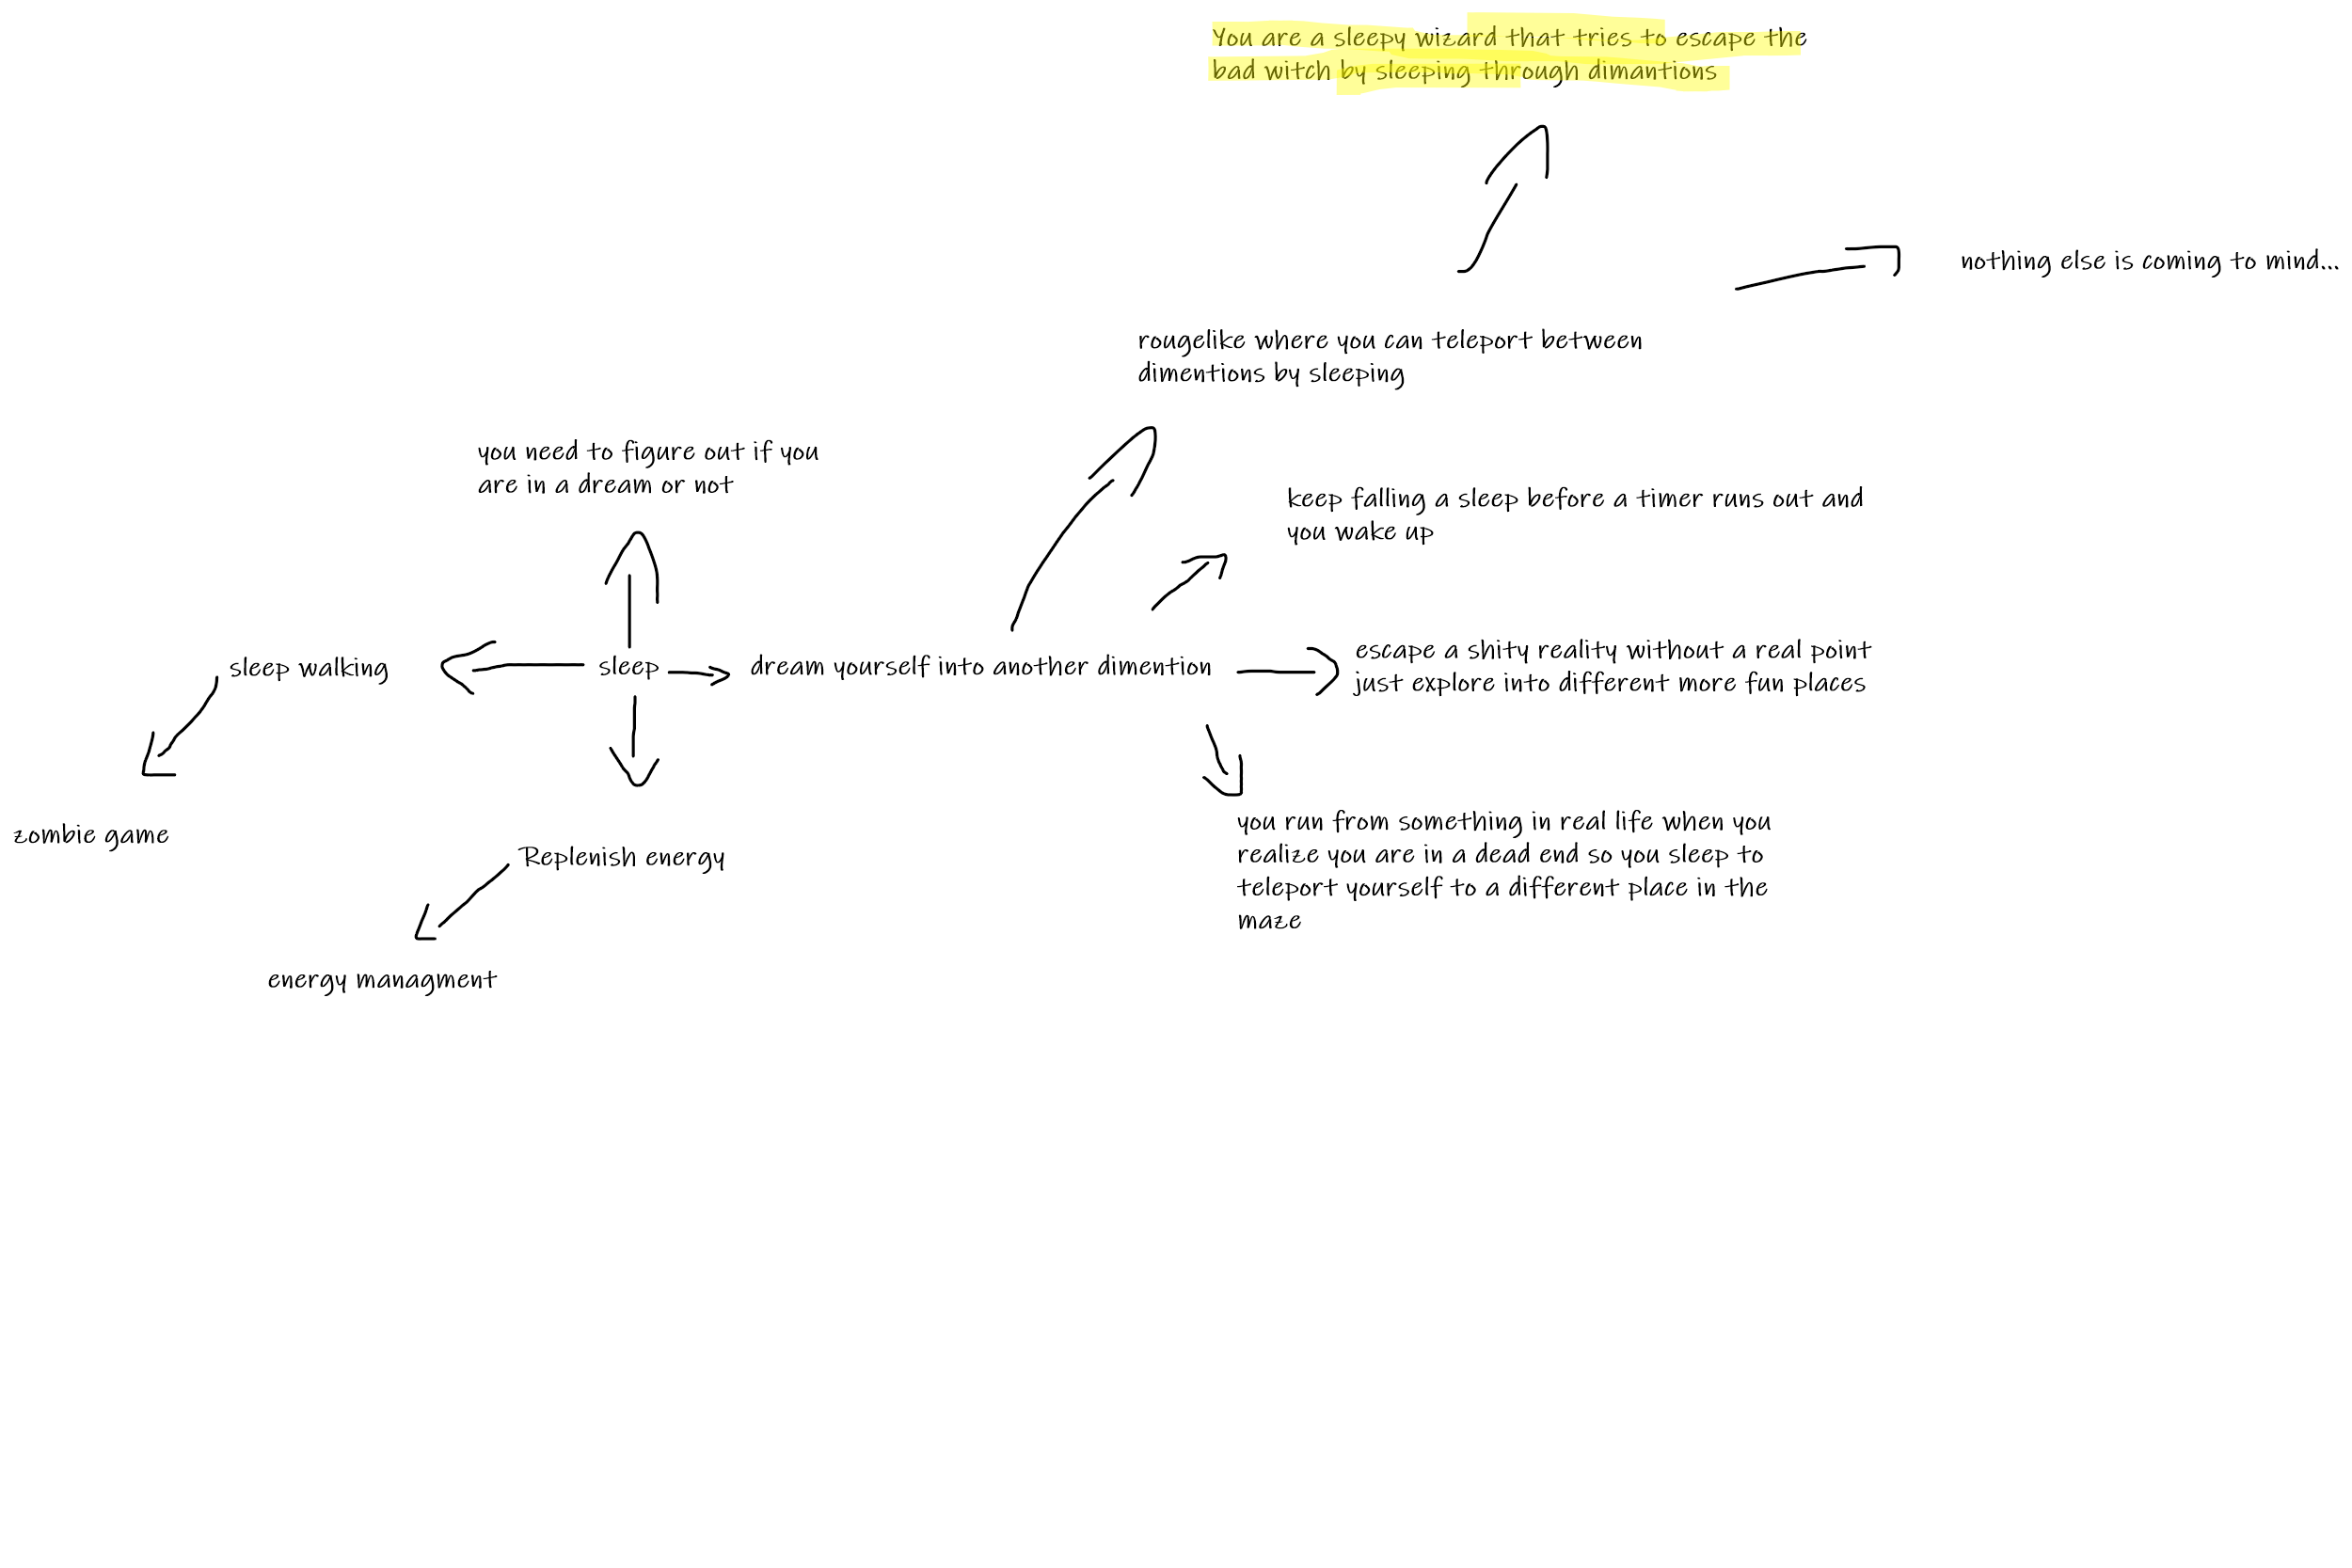 You are a sleepy wizard that tries to escape the
bad witch by sleeping through dimantions
nothing else is coming to mind...
rougelike where you can teleport between
dimentions by sleeping
you need to figure out if you
are in a dream or not
keep falling a sleep before a timer runs out and
you wake up
sleep walking
sleep
dream yourself into another dimention
escape a shity reality without a real point
just explore into different more fun places
zombie game
Replenish energy
you run from something in real life when you
realize you are in a dead end so you sleep to
teleport yourself to a different place in the
maze
energy managment